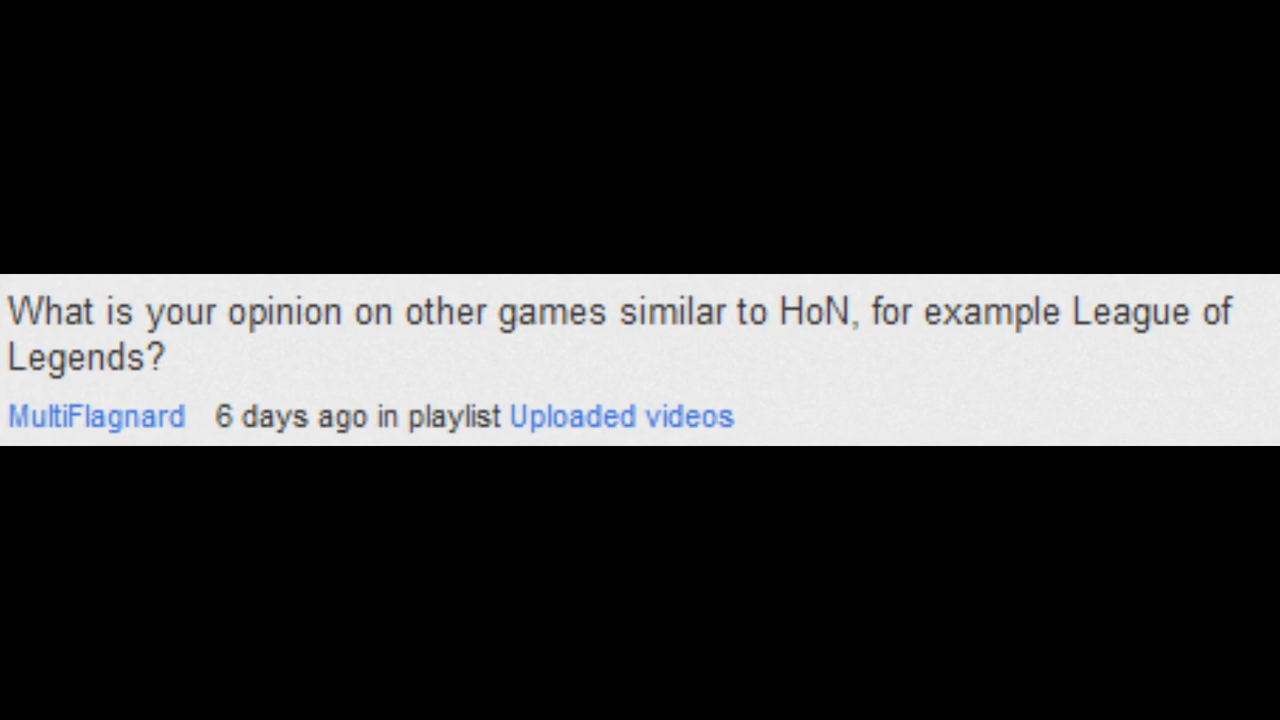 What is your opinion on other games similar to HoN, for example League of
Legends?
MultiFlagnard 6 days ago in playlist Uploaded videos